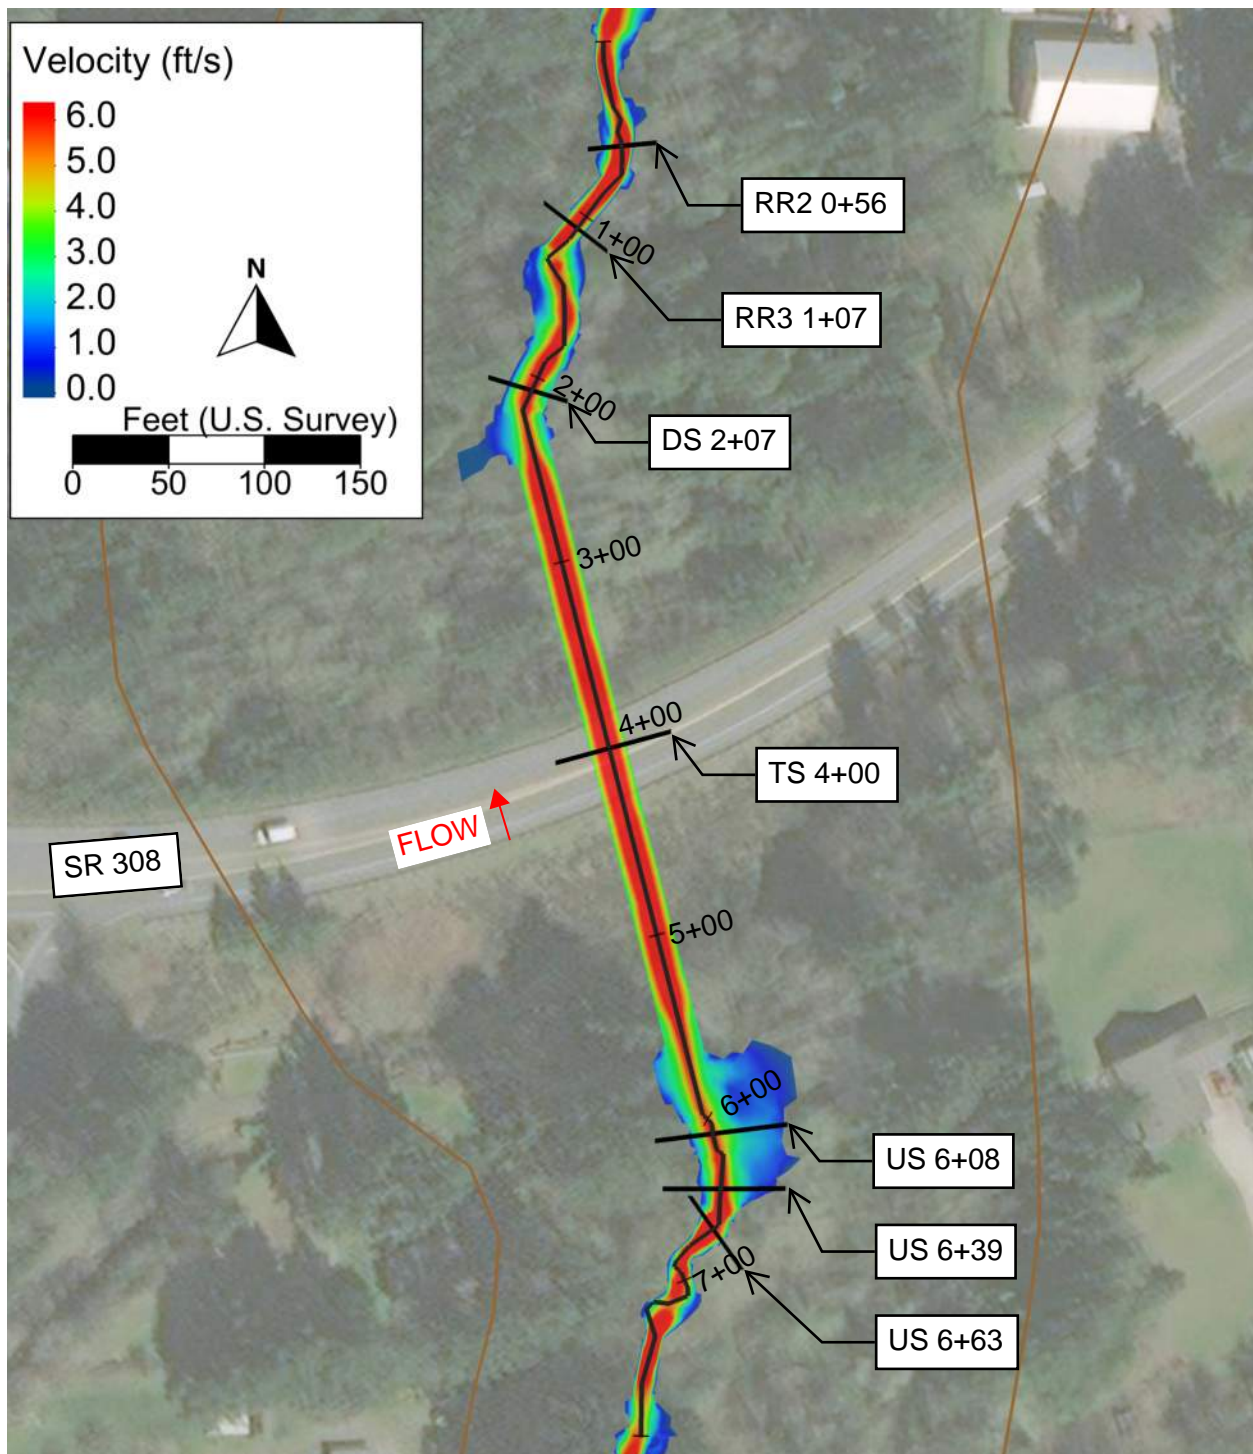 Velocity (ft/s)
6.0
5.0
4.0
3.0
2.0
1.0
0.0
N
Feet (U.S. Survey)
0 50 100 150
RR2 0+56
1+00
RR3 1+07
2+00
DS 2+07
3+00
4+00
TS 4+00
FLOW
SR 308
5+00
6+00
US 6+08
US 6+39
7+00
US 6+63